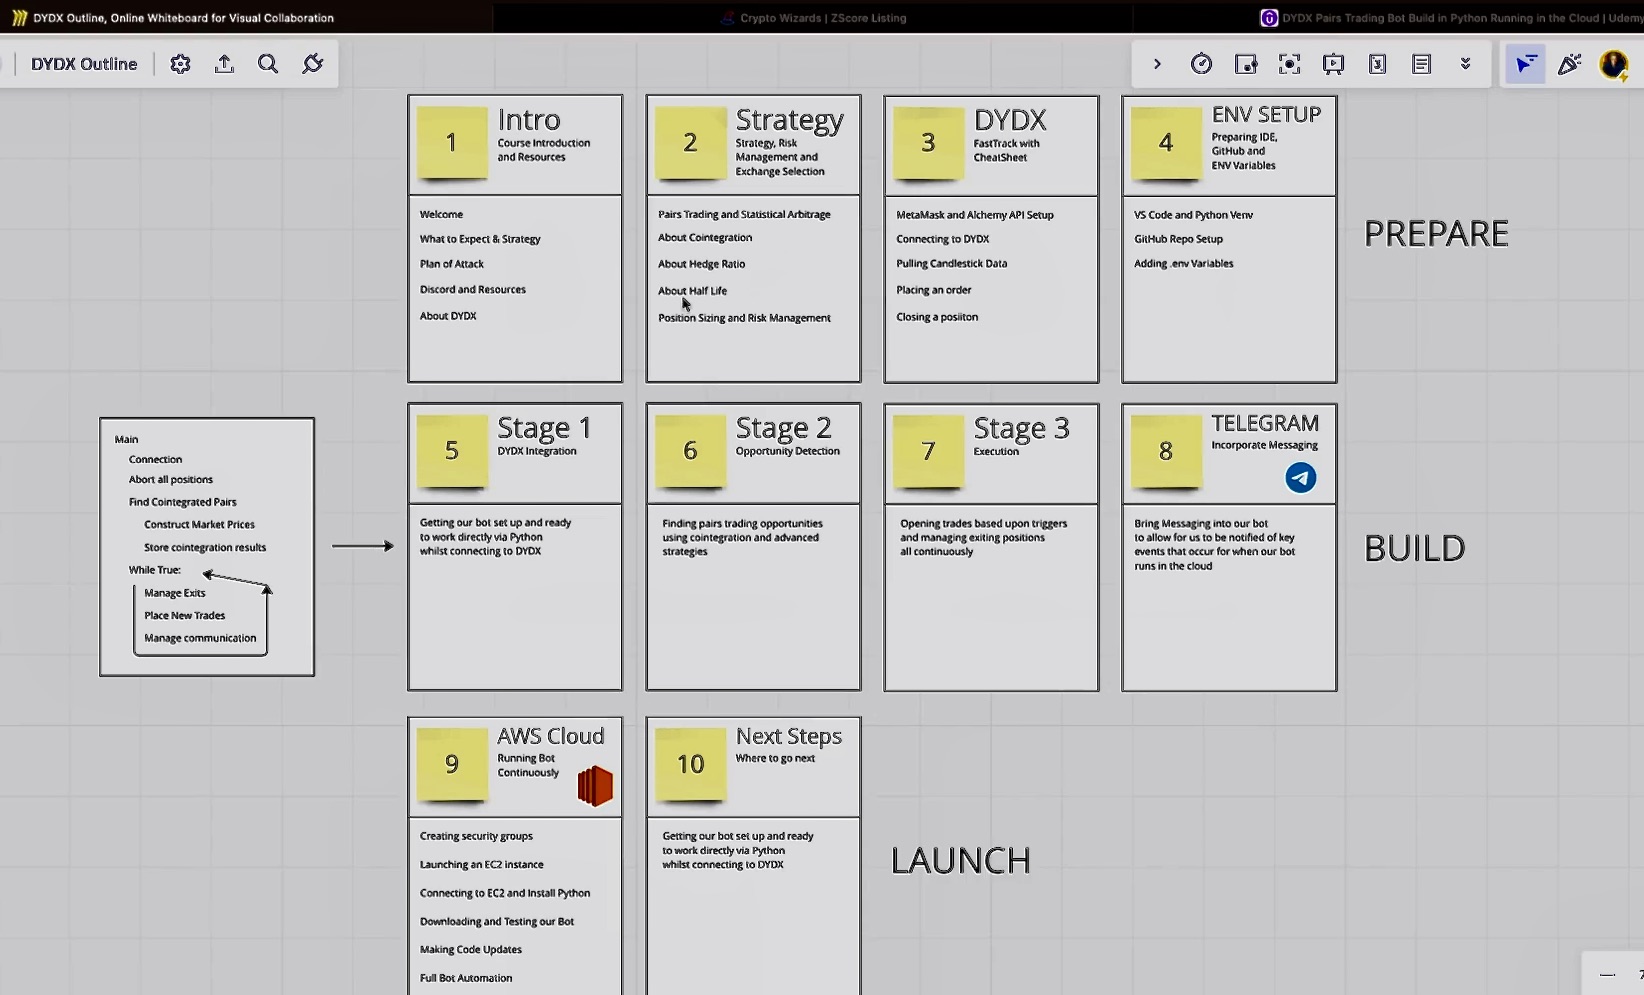 DYDX Outline, Online Whiteboard for Visual Collaboration
Crypto Wizards | ZScore Listing
DYDX Pairs Trading Bot Build in Python Running in the Cloud | Udemy
DYDX Outline
1
Intro
Course Introduction
and Resources
Welcome
What to Expect & Strategy
Plan of Attack
Discord and Resources
About DYDX
2
Strategy
Strategy, Risk
Management and
Exchange Selection
Pairs Trading and Statistical Arbitrage
About Cointegration
About Hedge Ratio
About Half Life
Position Sizing and Risk Management
3
DYDX
FastTrack with
CheatSheet
MetaMask and Alchemy API Setup
Connecting to DYDX
Pulling Candlestick Data
Placing an order
Closing a posiiton
4
ENV SETUP
Preparing IDE,
GitHub and
ENV Variables
VS Code and Python Venv
GitHub Repo Setup
Adding .env Variables
PREPARE
Main
Connection
Abort all positions
Find Cointegrated Pairs
Construct Market Prices
Store cointegration results
While True:
Manage Exits
Place New Trades
Manage communication
5
Stage 1
DYDX Integration
Getting our bot set up and ready
to work directly via Python
whilst connecting to DYDX
6
Stage 2
Opportunity Detection
Finding pairs trading opportunities
using cointegration and advanced
strategies
7
Stage 3
Execution
Opening trades based upon triggers
and managing exiting positions
all continuously
8
TELEGRAM
Incorporate Messaging
Bring Messaging into our bot
to allow for us to be notified of key
events that occur for when our bot
runs in the cloud
BUILD
9
AWS Cloud
Running Bot
Continuously
Creating security groups
Launching an EC2 instance
Connecting to EC2 and Install Python
Downloading and Testing our Bot
Making Code Updates
Full Bot Automation
10
Next Steps
Where to go next
Getting our bot set up and ready
to work directly via Python
whilst connecting to DYDX
LAUNCH